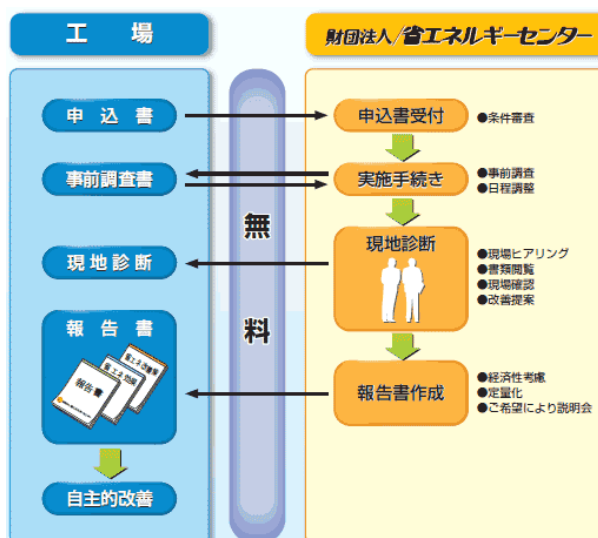 工場
財団法人/省エネルギーセンター
申込書
申込書受付
●条件審査
事前調査書
実施手続き
●事前調査
●日程調整
無料
現地診断
現地診断
●現場ヒアリング
●書類閲覧
●現場確認
●改善提案
報告書
報告書
報告書作成
●経済性考慮
●定量化
●ご希望により説明会
自主的改善